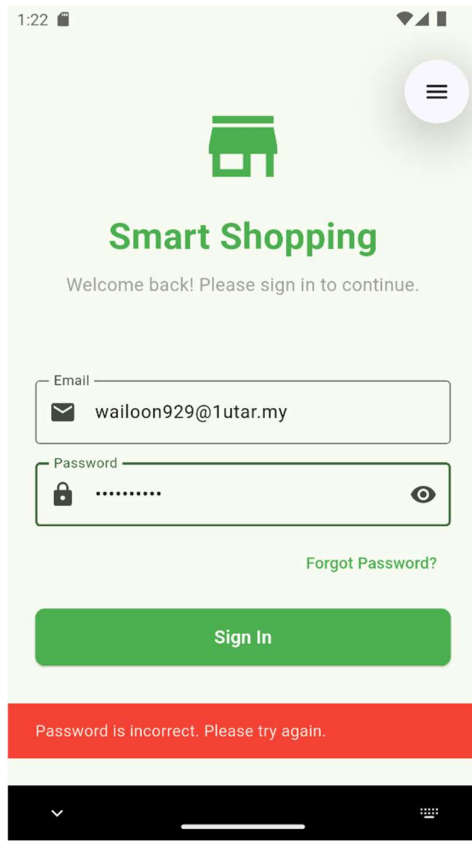 1:22
Smart Shopping
Welcome back! Please sign in to continue.
Email
wailoon929@1utar.my
Password
••••••••••
Forgot Password?
Sign In
Password is incorrect. Please try again.